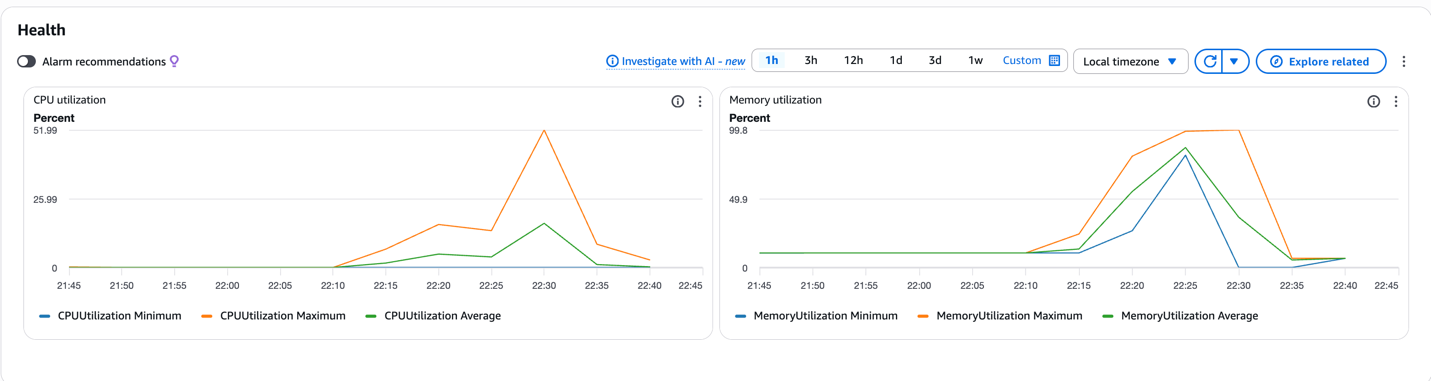 Health
Alarm recommendations
Investigate with AI - new
1h 3h 12h 1d 3d 1w Custom
Local timezone
Explore related
CPU utilization
Percent
51.99
25.99
0
21:45 21:50 21:55 22:00 22:05 22:10 22:15 22:20 22:25 22:30 22:35 22:40 22:45
CPUUtilization Minimum CPUUtilization Maximum CPUUtilization Average
Memory utilization
Percent
99.8
49.9
0
21:45 21:50 21:55 22:00 22:05 22:10 22:15 22:20 22:25 22:30 22:35 22:40 22:45
MemoryUtilization Minimum MemoryUtilization Maximum MemoryUtilization Average